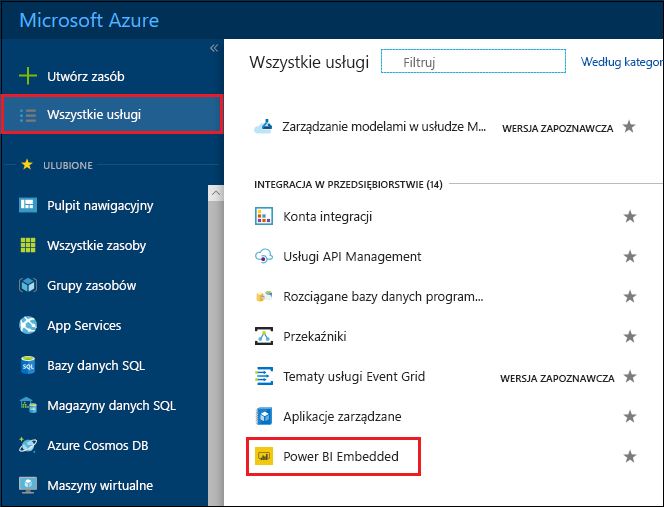 Microsoft Azure
Utwórz zasób
Wszystkie usługi
ULUBIONE
Pulpit nawigacyjny
Wszystkie zasoby
Grupy zasobów
App Services
Bazy danych SQL
Magazyny danych SQL
Azure Cosmos DB
Maszyny wirtualne
Wszystkie usługi
Filtruj
Według kategor
Zarządzanie modelami w usłudze M... WERSJA ZAPOZNAWCZA
INTEGRACJA W PRZEDSIĘBIORSTWIE (14)
Konta integracji
Usługi API Management
Rozciągane bazy danych program...
Przekaźniki
Tematy usługi Event Grid WERSJA ZAPOZNAWCZA
Aplikacje zarządzane
Power BI Embedded